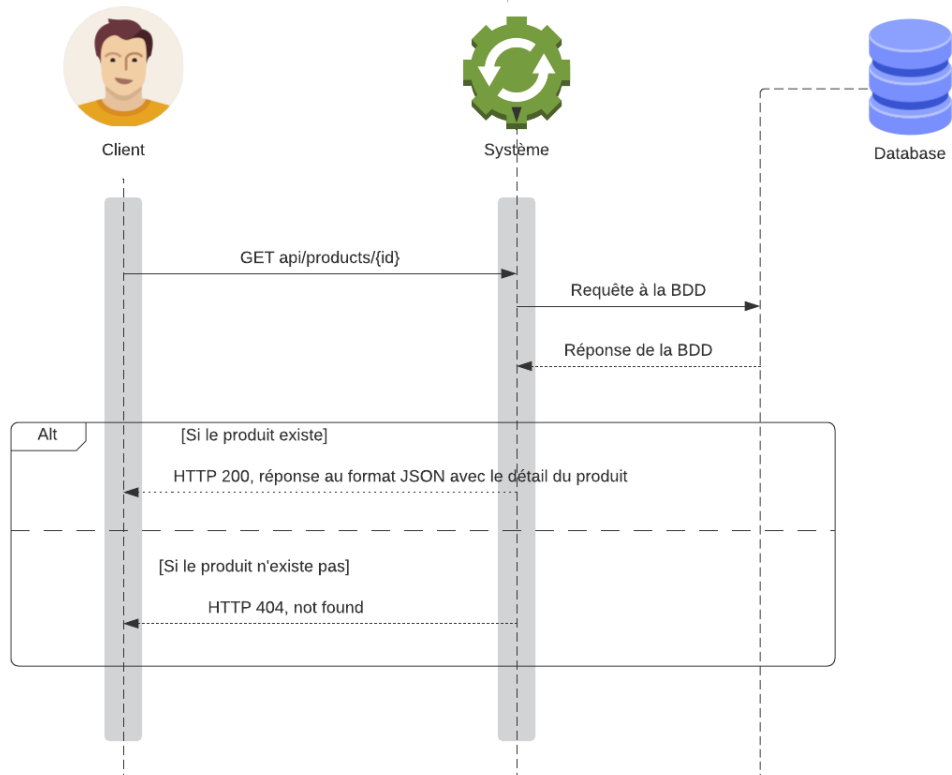 Client
Système
Database
GET api/products/{id}
Requête à la BDD
Réponse de la BDD
Alt
[Si le produit existe]
HTTP 200, réponse au format JSON avec le détail du produit
[Si le produit n'existe pas]
HTTP 404, not found